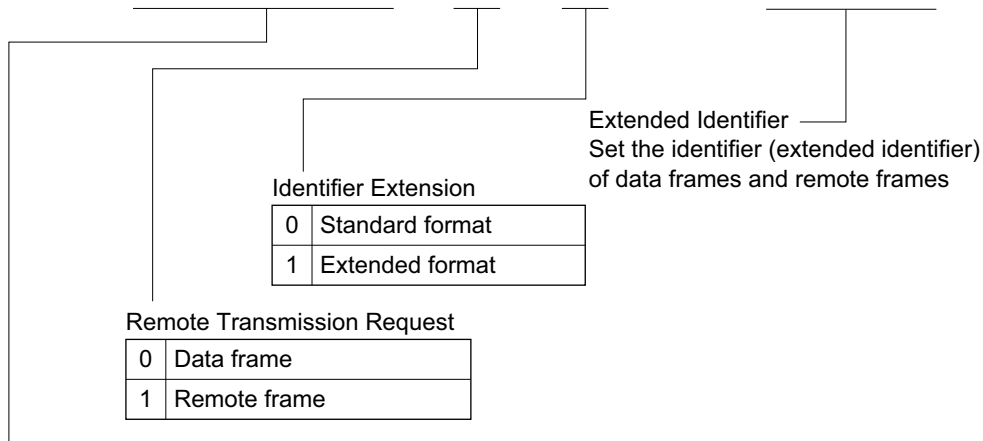 Extended Identifier
Set the identifier (extended identifier)
of data frames and remote frames
Identifier Extension
0 Standard format
1 Extended format
Remote Transmission Request
0 Data frame
1 Remote frame